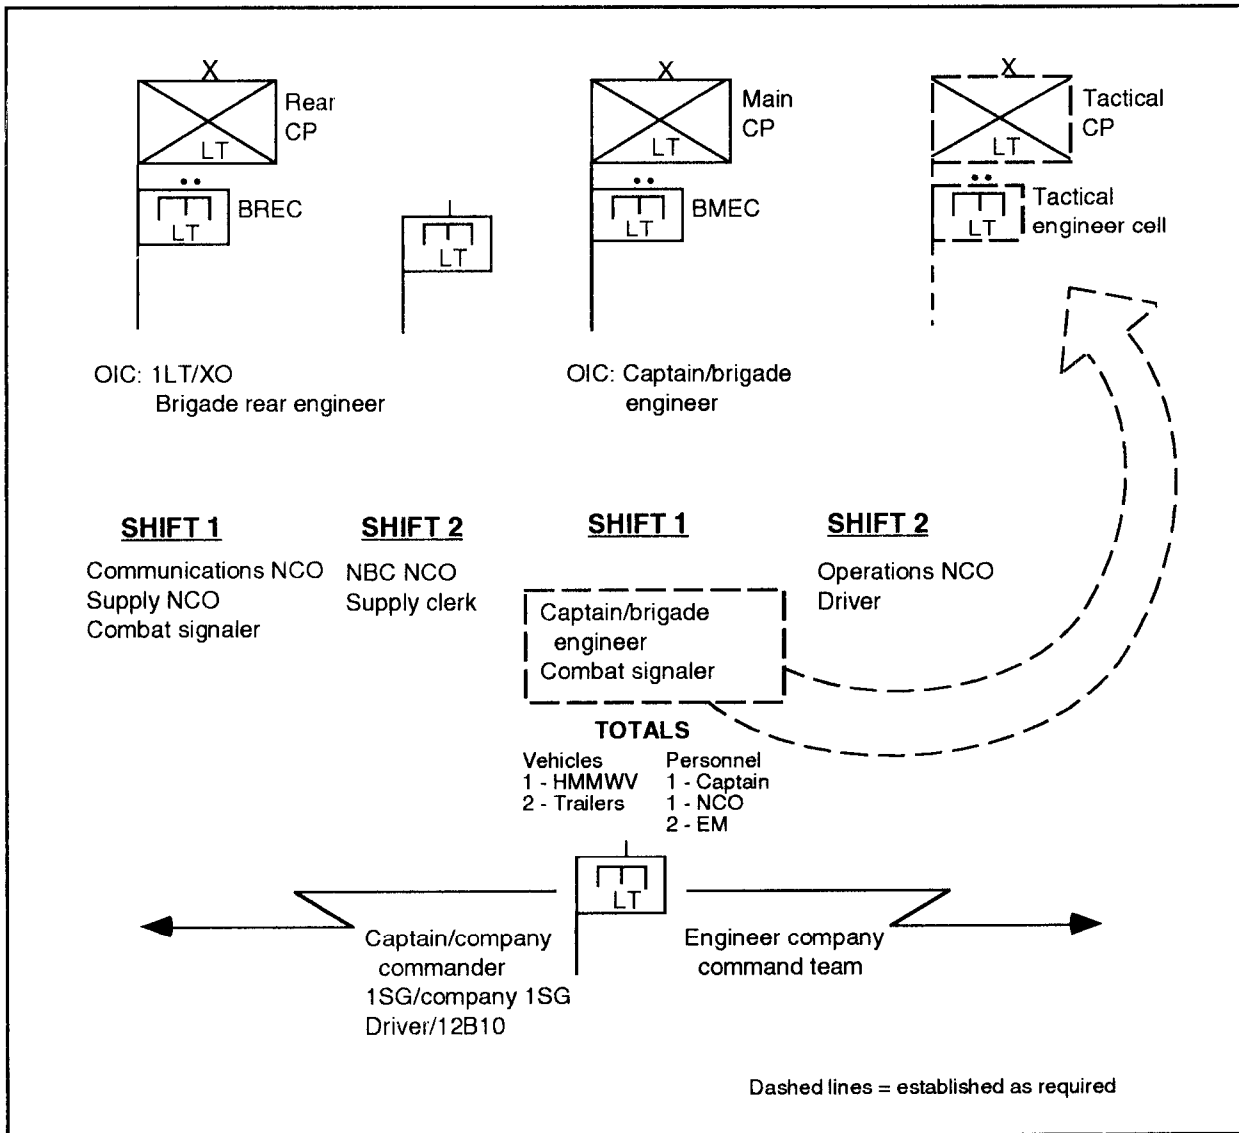 X
Rear
CP
LT
BREC
LT
LT
X
Main
CP
LT
BMEC
LT
X
Tactical
CP
LT
Tactical
engineer cell
LT
OIC: 1LT/XO
Brigade rear engineer
OIC: Captain/brigade
engineer
SHIFT 1
Communications NCO
Supply NCO
Combat signaler
SHIFT 2
NBC NCO
Supply clerk
SHIFT 1
Captain/brigade
engineer
Combat signaler
SHIFT 2
Operations NCO
Driver
TOTALS
Vehicles
1 - HMMWV
2 - Trailers
Personnel
1 - Captain
1 - NCO
2 - EM
LT
Captain/company
commander
1SG/company 1SG
Driver/12B10
Engineer company
command team
Dashed lines = established as required